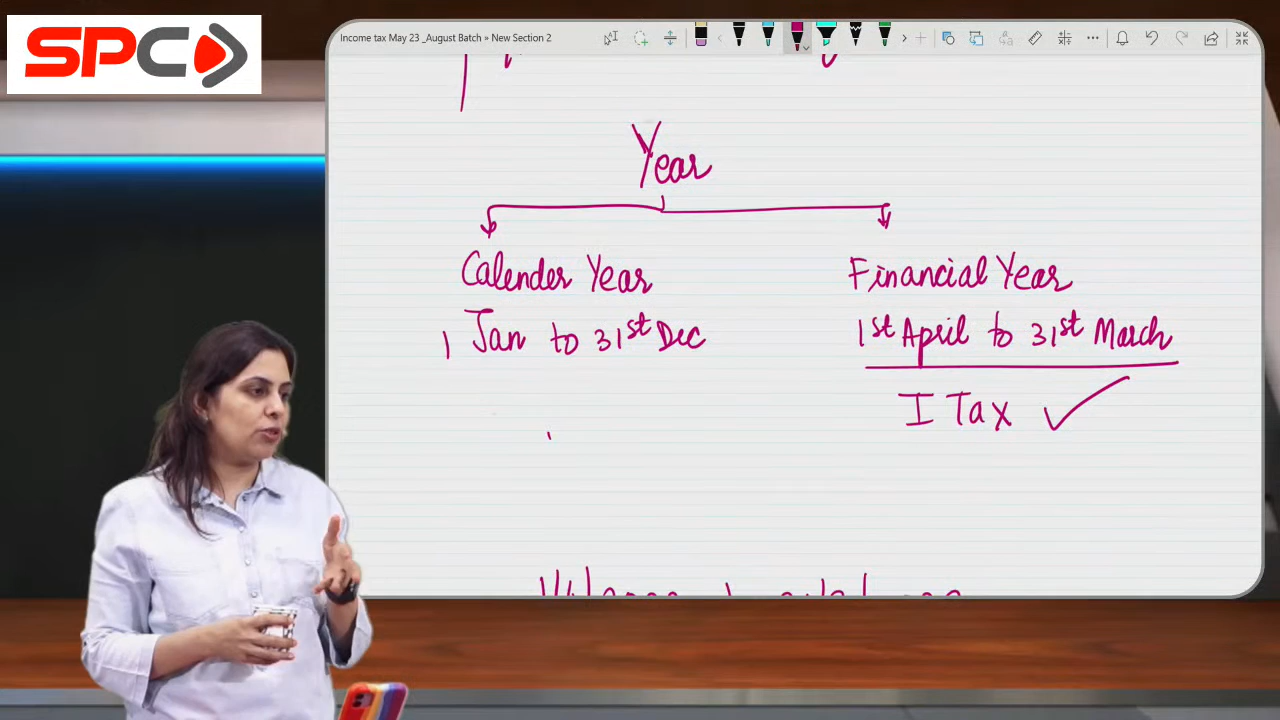 SPC
Income tax May 23 _August Batch » New Section 2
Year
Calender Year
Financial Year
1 Jan to 31st Dec
1st April to 31st March
I Tax ✓